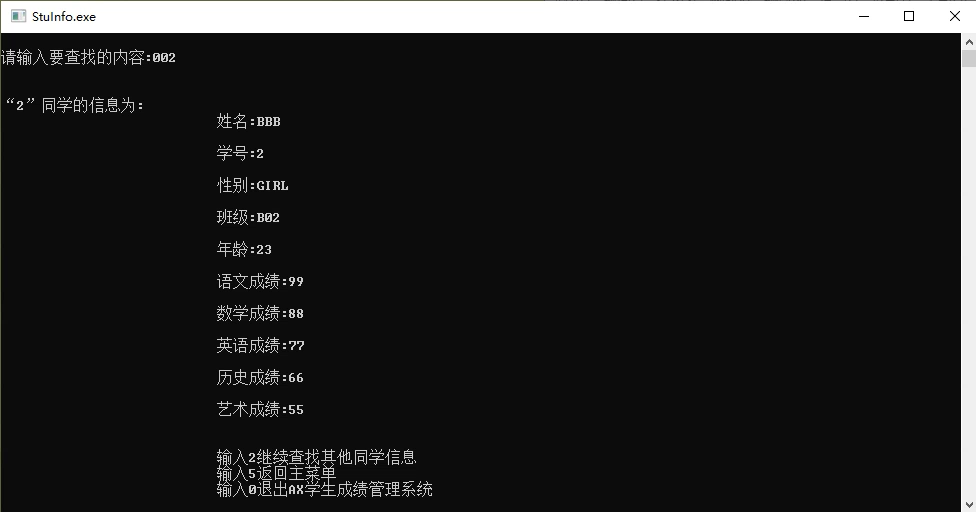 StuInfo.exe
请输入要查找的内容:002
“2”同学的信息为:
姓名:BBB
学号:2
性别:GIRL
班级:B02
年龄:23
语文成绩:99
数学成绩:88
英语成绩:77
历史成绩:66
艺术成绩:55
输入2继续查找其他同学信息
输入5返回主菜单
输入0退出AX学生成绩管理系统